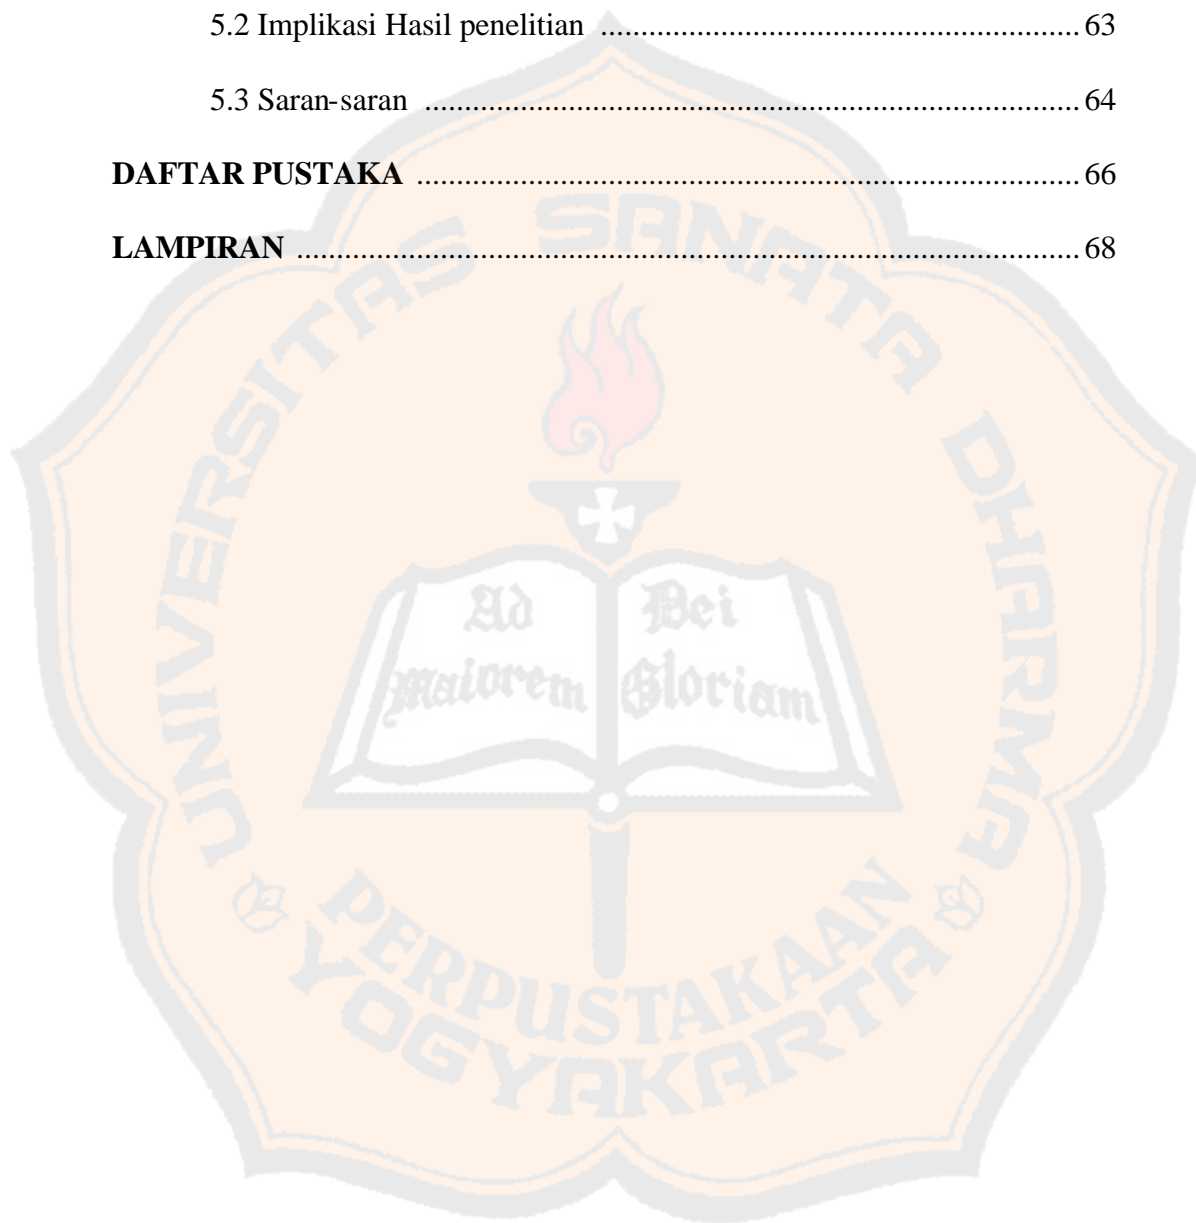 5.2 Implikasi Hasil penelitian ............................................................ 63
5.3 Saran-saran .................................................................................. 64
DAFTAR PUSTAKA .................................................................................. 66
LAMPIRAN ................................................................................................. 68
UNIVERSITAS SANATA DHARMA
Ad Dei
maiorem Gloriam
PERPUSTAKAAN
YOGYAKARTA